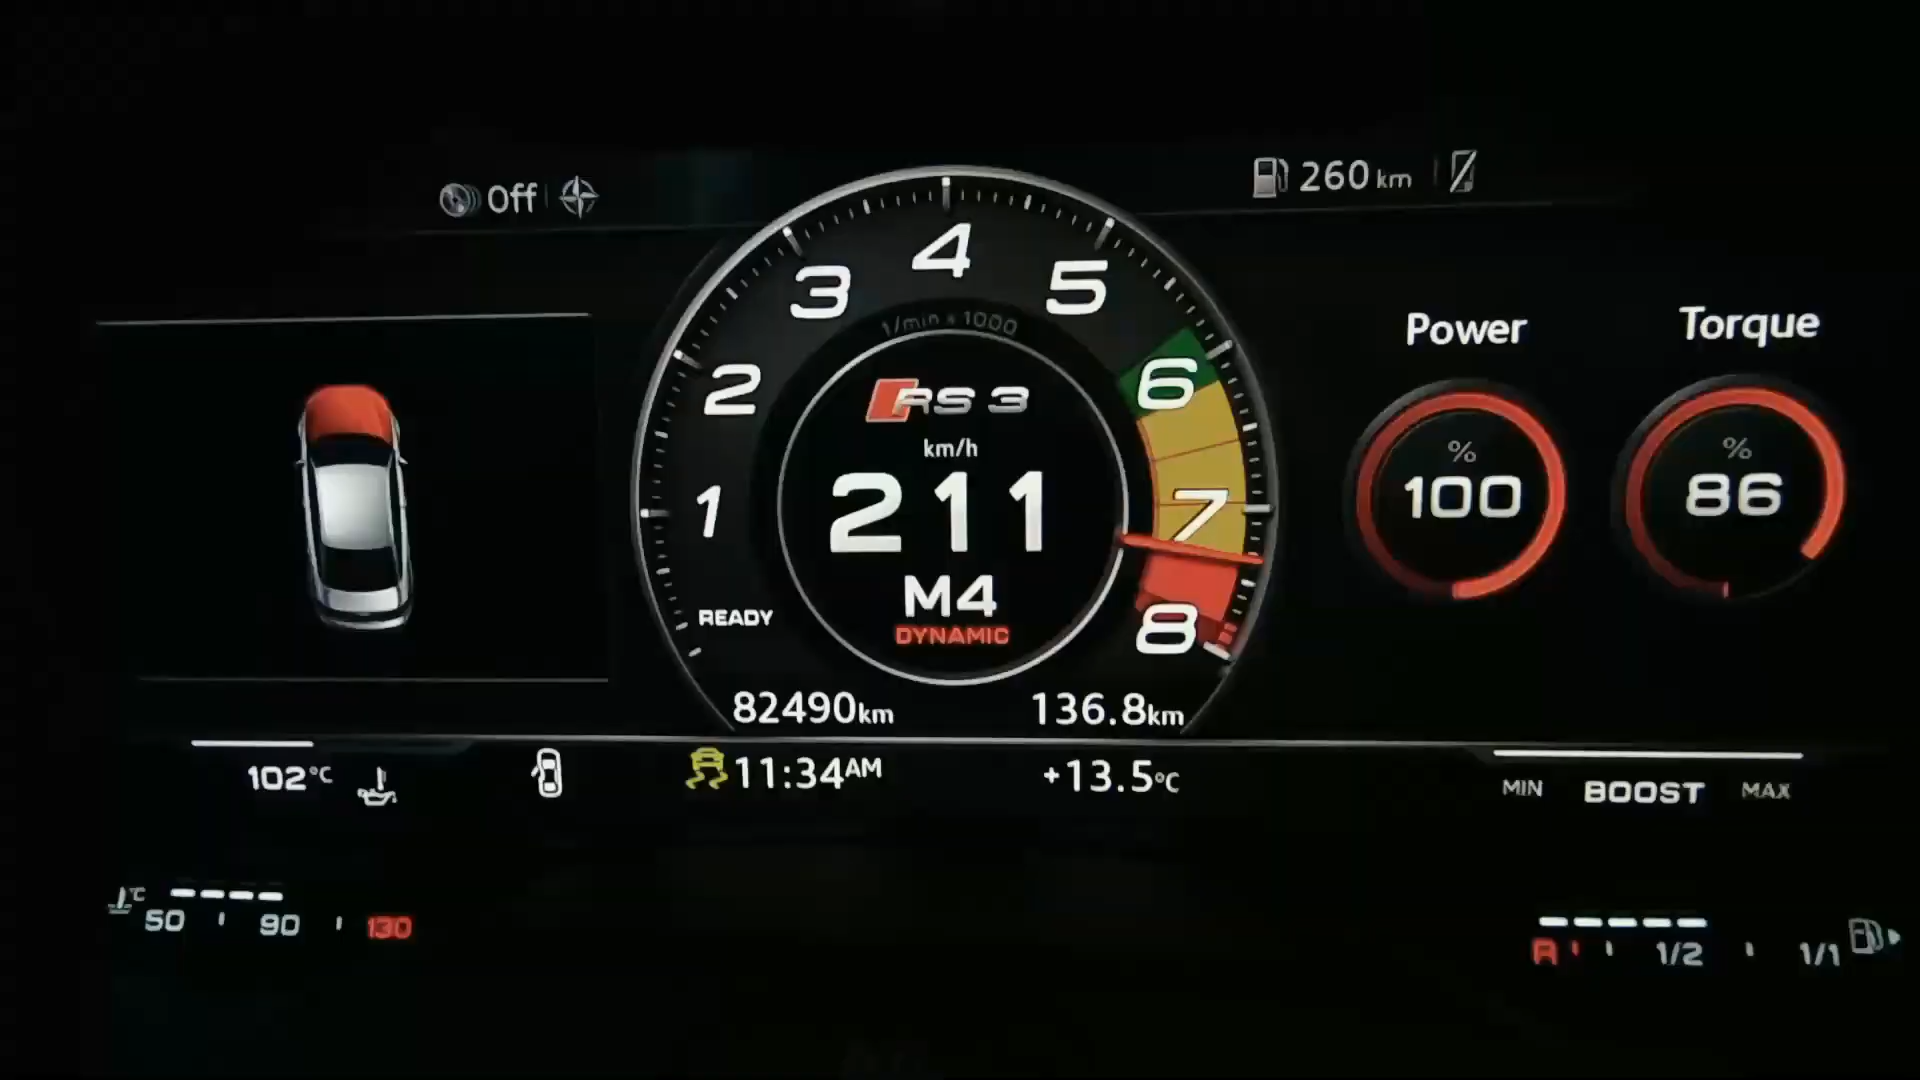 Off
260 km
4
3
5
1/min x 1000
Power
Torque
2
6
RS 3
km/h
%
100
%
86
211
1
7
M4
READY
DYNAMIC
8
82490km
136.8km
102°C
11:34AM
+13.5°C
MIN BOOST MAX
°C
50 90 130
R 1/2 1/1